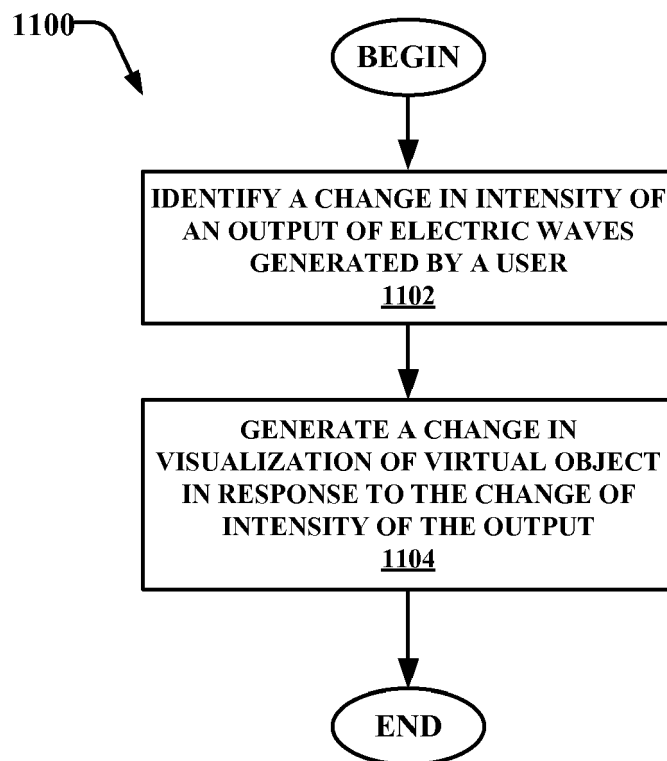 1100
BEGIN
IDENTIFY A CHANGE IN INTENSITY OF
AN OUTPUT OF ELECTRIC WAVES
GENERATED BY A USER
1102
GENERATE A CHANGE IN
VISUALIZATION OF VIRTUAL OBJECT
IN RESPONSE TO THE CHANGE OF
INTENSITY OF THE OUTPUT
1104
END